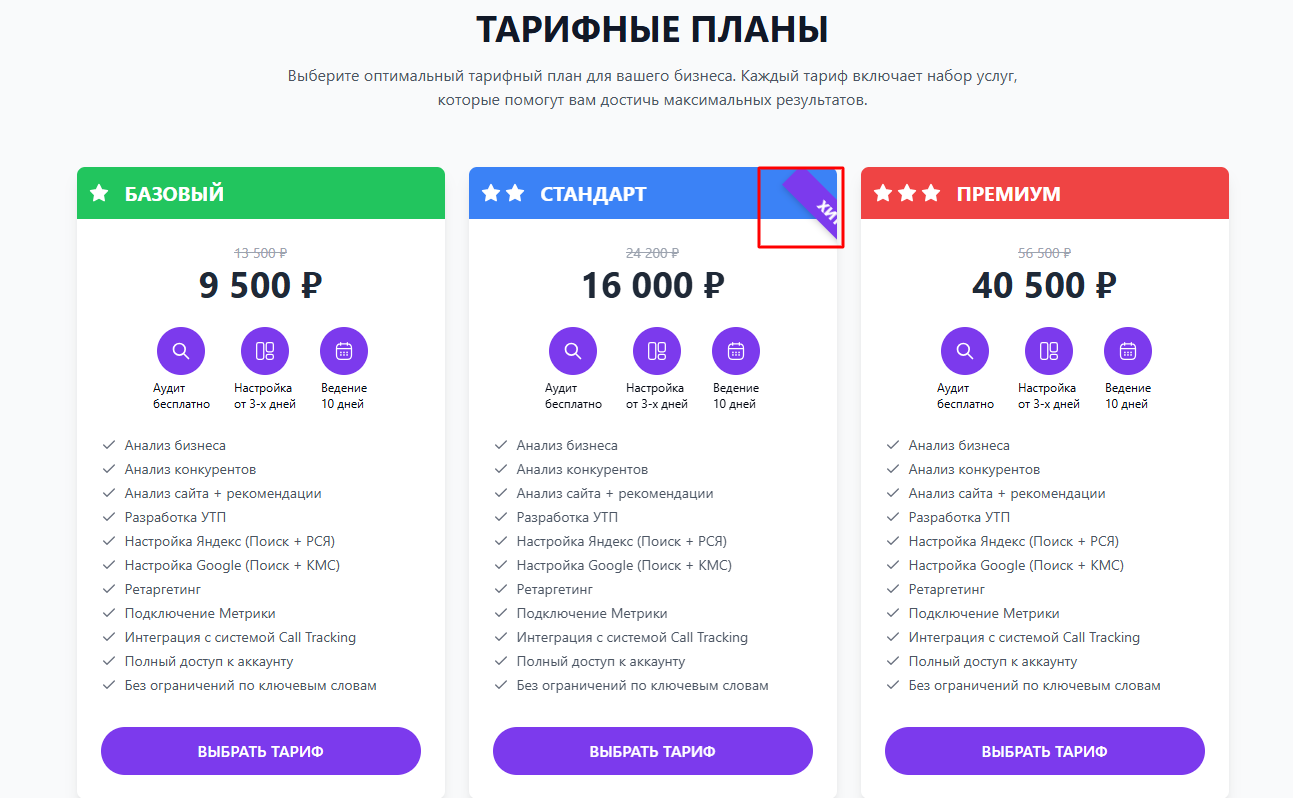 ТАРИФНЫЕ ПЛАНЫ
Выберите оптимальный тарифный план для вашего бизнеса. Каждый тариф включает набор услуг,
которые помогут вам достичь максимальных результатов.
БАЗОВЫЙ
13 500 ₽
9 500 ₽
Аудит
бесплатно
Настройка
от 3-х дней
Ведение
10 дней
Анализ бизнеса
Анализ конкурентов
Анализ сайта + рекомендации
Разработка УТП
Настройка Яндекс (Поиск + РСЯ)
Настройка Google (Поиск + КМС)
Ретаргетинг
Подключение Метрики
Интеграция с системой Call Tracking
Полный доступ к аккаунту
Без ограничений по ключевым словам
ВЫБРАТЬ ТАРИФ
СТАНДАРТ
ХИТ
24 200 ₽
16 000 ₽
Аудит
бесплатно
Настройка
от 3-х дней
Ведение
10 дней
Анализ бизнеса
Анализ конкурентов
Анализ сайта + рекомендации
Разработка УТП
Настройка Яндекс (Поиск + РСЯ)
Настройка Google (Поиск + КМС)
Ретаргетинг
Подключение Метрики
Интеграция с системой Call Tracking
Полный доступ к аккаунту
Без ограничений по ключевым словам
ВЫБРАТЬ ТАРИФ
ПРЕМИУМ
56 500 ₽
40 500 ₽
Аудит
бесплатно
Настройка
от 3-х дней
Ведение
10 дней
Анализ бизнеса
Анализ конкурентов
Анализ сайта + рекомендации
Разработка УТП
Настройка Яндекс (Поиск + РСЯ)
Настройка Google (Поиск + КМС)
Ретаргетинг
Подключение Метрики
Интеграция с системой Call Tracking
Полный доступ к аккаунту
Без ограничений по ключевым словам
ВЫБРАТЬ ТАРИФ